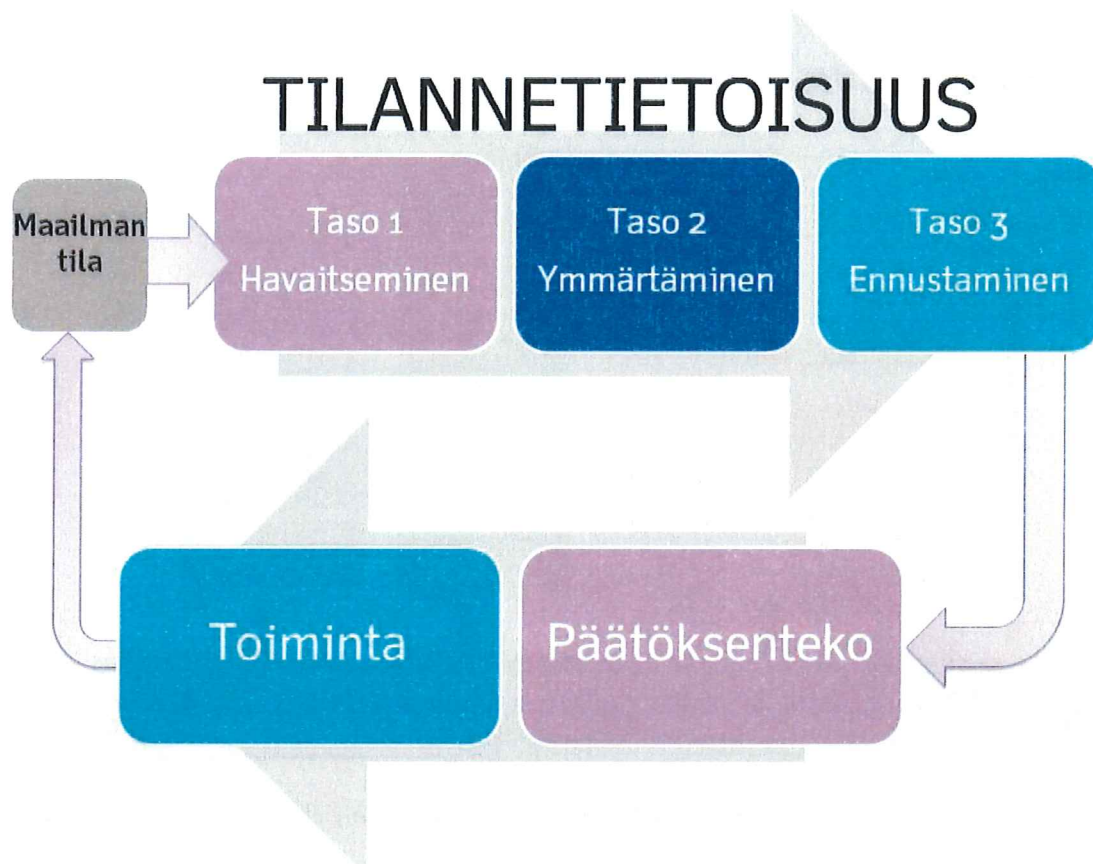 TILANNETIETOISUUS
Maailman
tila
Taso 1
Havaitseminen
Taso 2
Ymmärtäminen
Taso 3
Ennustaminen
Toiminta
Päätöksenteko